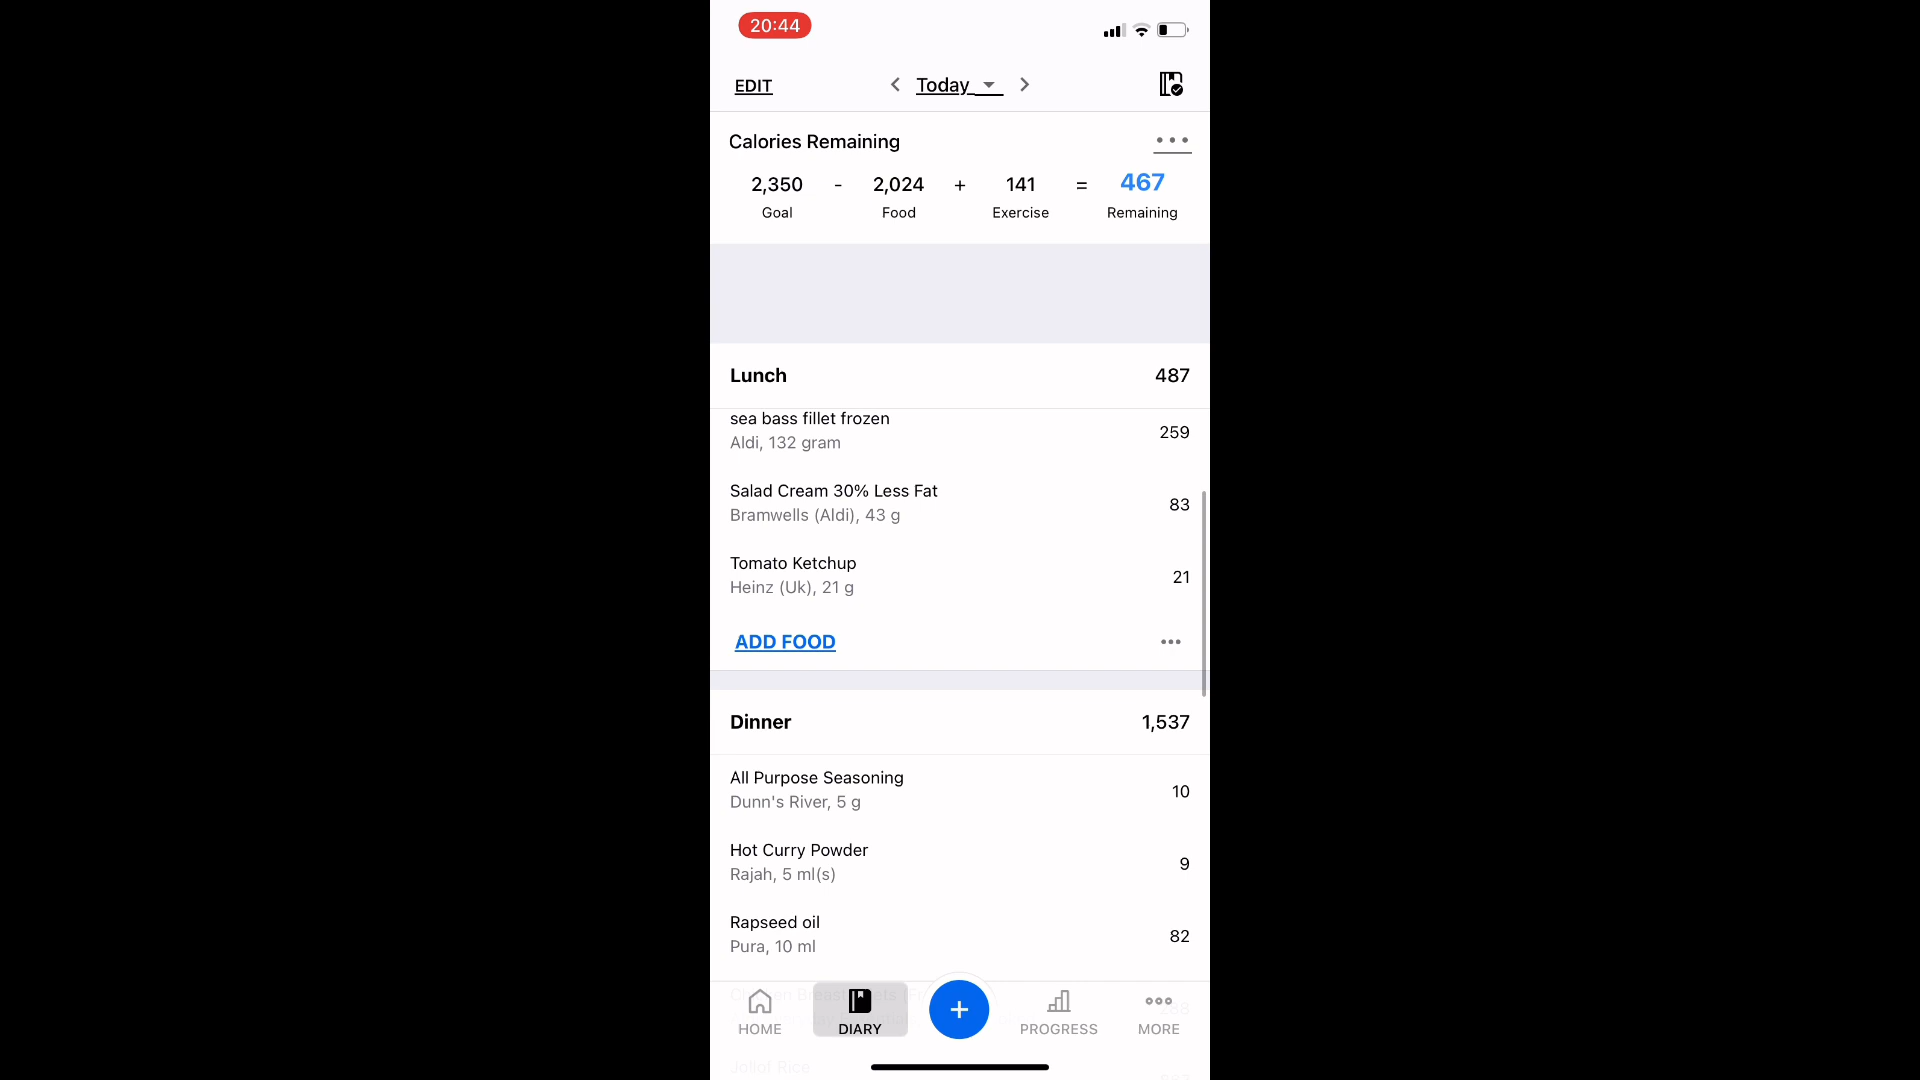 20:44
EDIT
Today
Calories Remaining
2,350 - 2,024 + 141 = 467
Goal Food Exercise Remaining
Lunch 487
sea bass fillet frozen
Aldi, 132 gram
259
Salad Cream 30% Less Fat
Bramwells (Aldi), 43 g
83
Tomato Ketchup
Heinz (Uk), 21 g
21
ADD FOOD
Dinner 1,537
All Purpose Seasoning
Dunn's River, 5 g
10
Hot Curry Powder
Rajah, 5 ml(s)
9
Rapseed oil
Pura, 10 ml
82
HOME DIARY + PROGRESS MORE
Jollof Rice